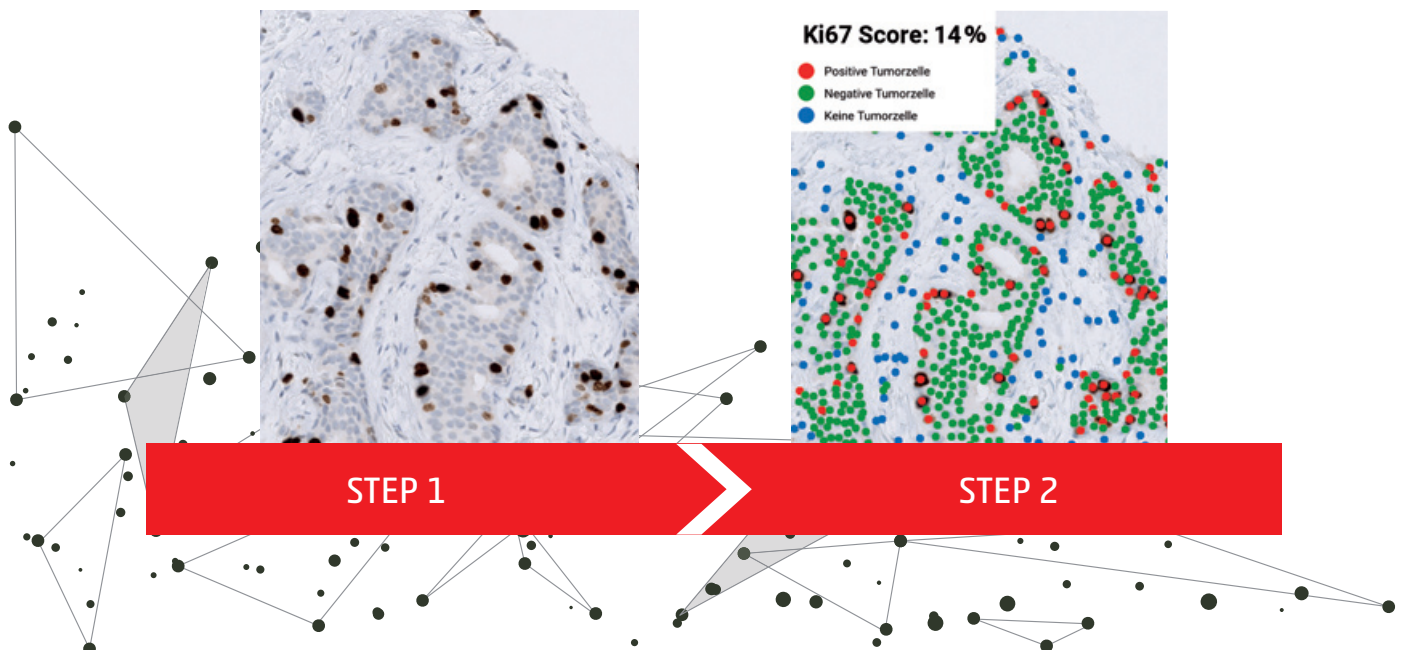 Ki67 Score: 14%
Positive Tumorzelle
Negative Tumorzelle
Keine Tumorzelle
STEP 1
STEP 2